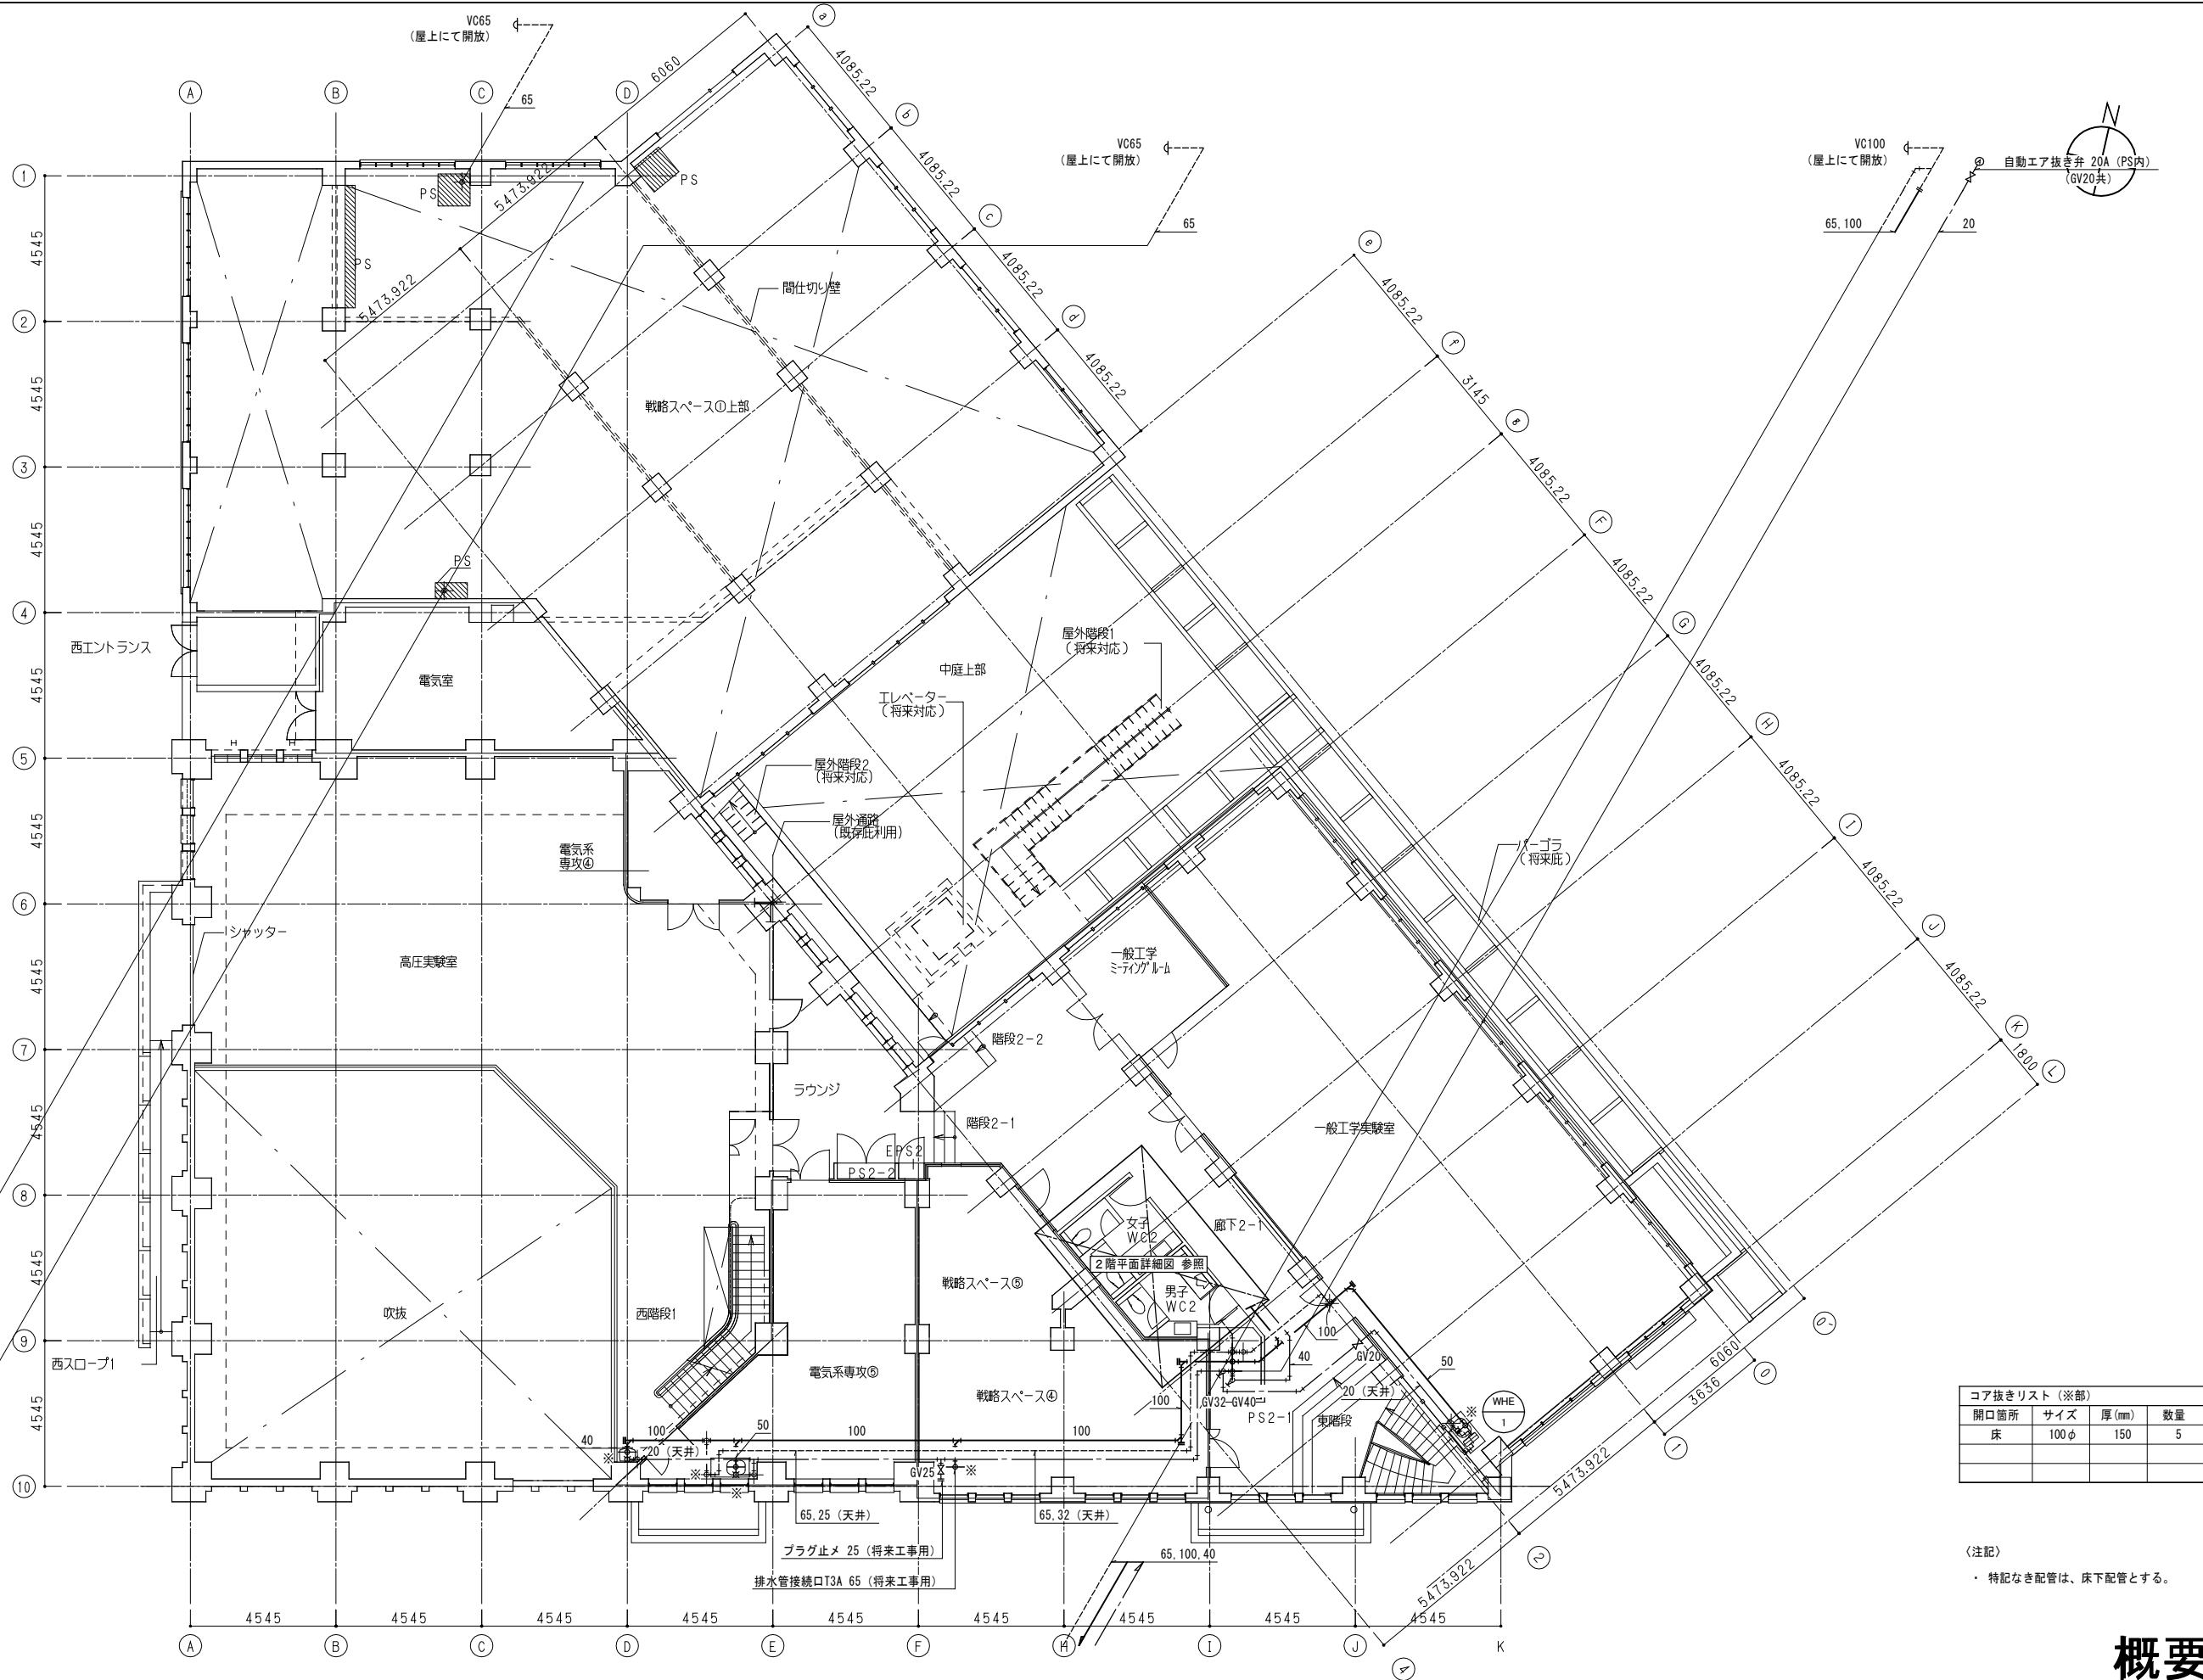 VC65
(屋上にて開放)
65
VC65
(屋上にて開放)
65
VC100
(屋上にて開放)
65,100
自動エア抜き弁 20A (PS内)
(GV20共)
20
N
A
B
C
D
a
b
c
d
e
f
g
F
G
H
I
J
K
L
6060
5473.922
5473.922
4085.22
4085.22
4085.22
4085.22
4085.22
3145
4085.22
4085.22
4085.22
4085.22
4085.22
4085.22
1800
1
2
3
4
5
6
7
8
9
10
4545
4545
4545
4545
4545
4545
4545
4545
4545
PS
PS
PS
PS
間仕切り壁
戦略スペース①上部
西エントランス
電気室
中庭上部
屋外階段1
(将来対応)
エレベーター
(将来対応)
屋外階段2
(将来対応)
屋外通路
(既存庇利用)
電気系
専攻④
パーゴラ
(将来庇)
シャッター
高圧実験室
一般工学
ミーティングルーム
階段2-2
ラウンジ
階段2-1
一般工学実験室
EPS2
PS2-2
女子
WC2
廊下2-1
2階平面詳細図 参照
男子
WC2
戦略スペース⑤
吹抜
西階段1
西スロープ1
電気系専攻⑤
戦略スペース④
100
40
GV20
50
20 (天井)
GV32
GV40
PS2-1
東階段
WHE
1
※
100
40
※
100
20 (天井)
50
100
100
※
※
GV25
※
65,25 (天井)
65,32 (天井)
プラグ止メ 25 (将来工事用)
排水管接続口T3A 65 (将来工事用)
65,100,40
6060
3636
5473.922
5473.922
0-
0
1
2
4
4545
4545
4545
4545
4545
4545
4545
4545
4545
A
B
C
D
E
F
H
I
J
K
コア抜きリスト (※部)
開口箇所 サイズ 厚(mm) 数量
床 100φ 150 5
〈注記〉
・ 特記なき配管は、床下配管とする。
概要